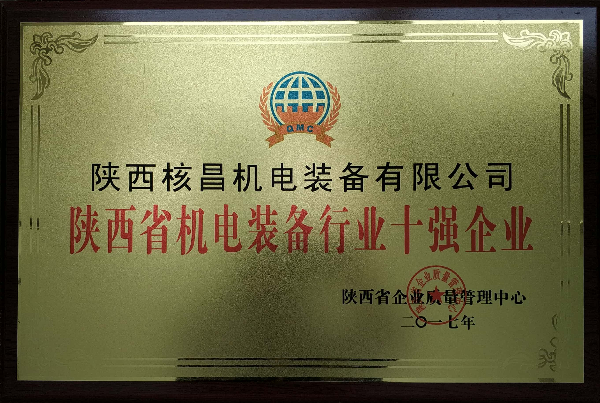 QMC
陕西核昌机电装备有限公司
陕西省机电装备行业十强企业
陕西省企业质量管理中心
二〇一七年